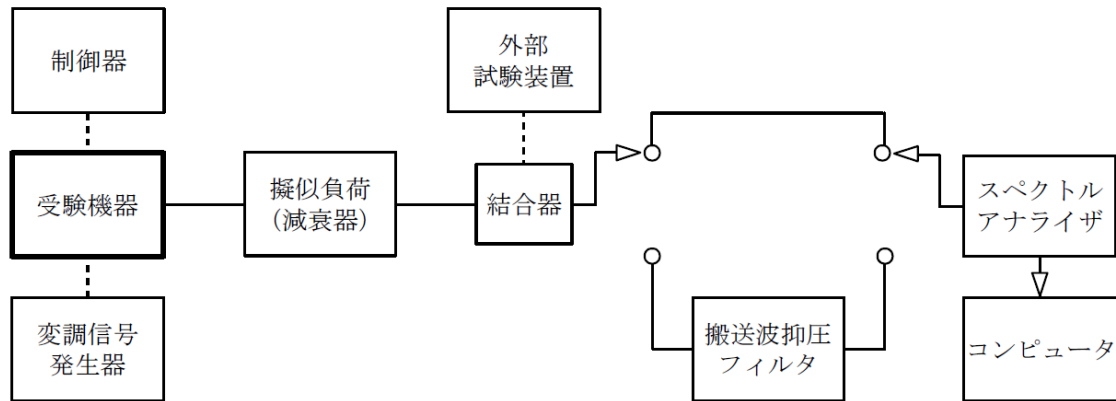 制御器
外部
試験装置
受験機器
擬似負荷
（減衰器）
結合器
スペクトル
アナライザ
変調信号
発生器
搬送波抑圧
フィルタ
コンピュータ